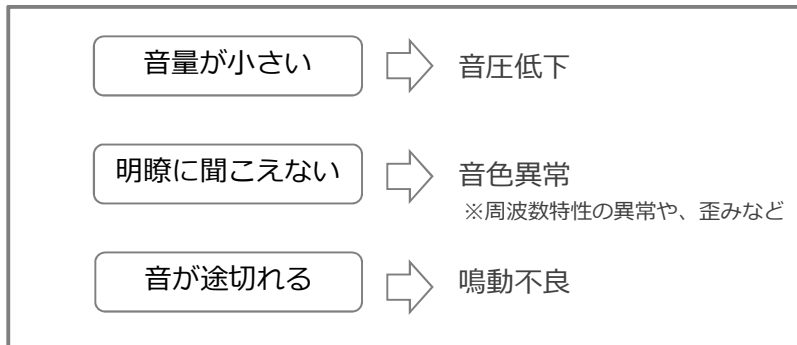 音量が小さい
音圧低下
明瞭に聞こえない
音色異常
※周波数特性の異常や、歪みなど
音が途切れる
鳴動不良